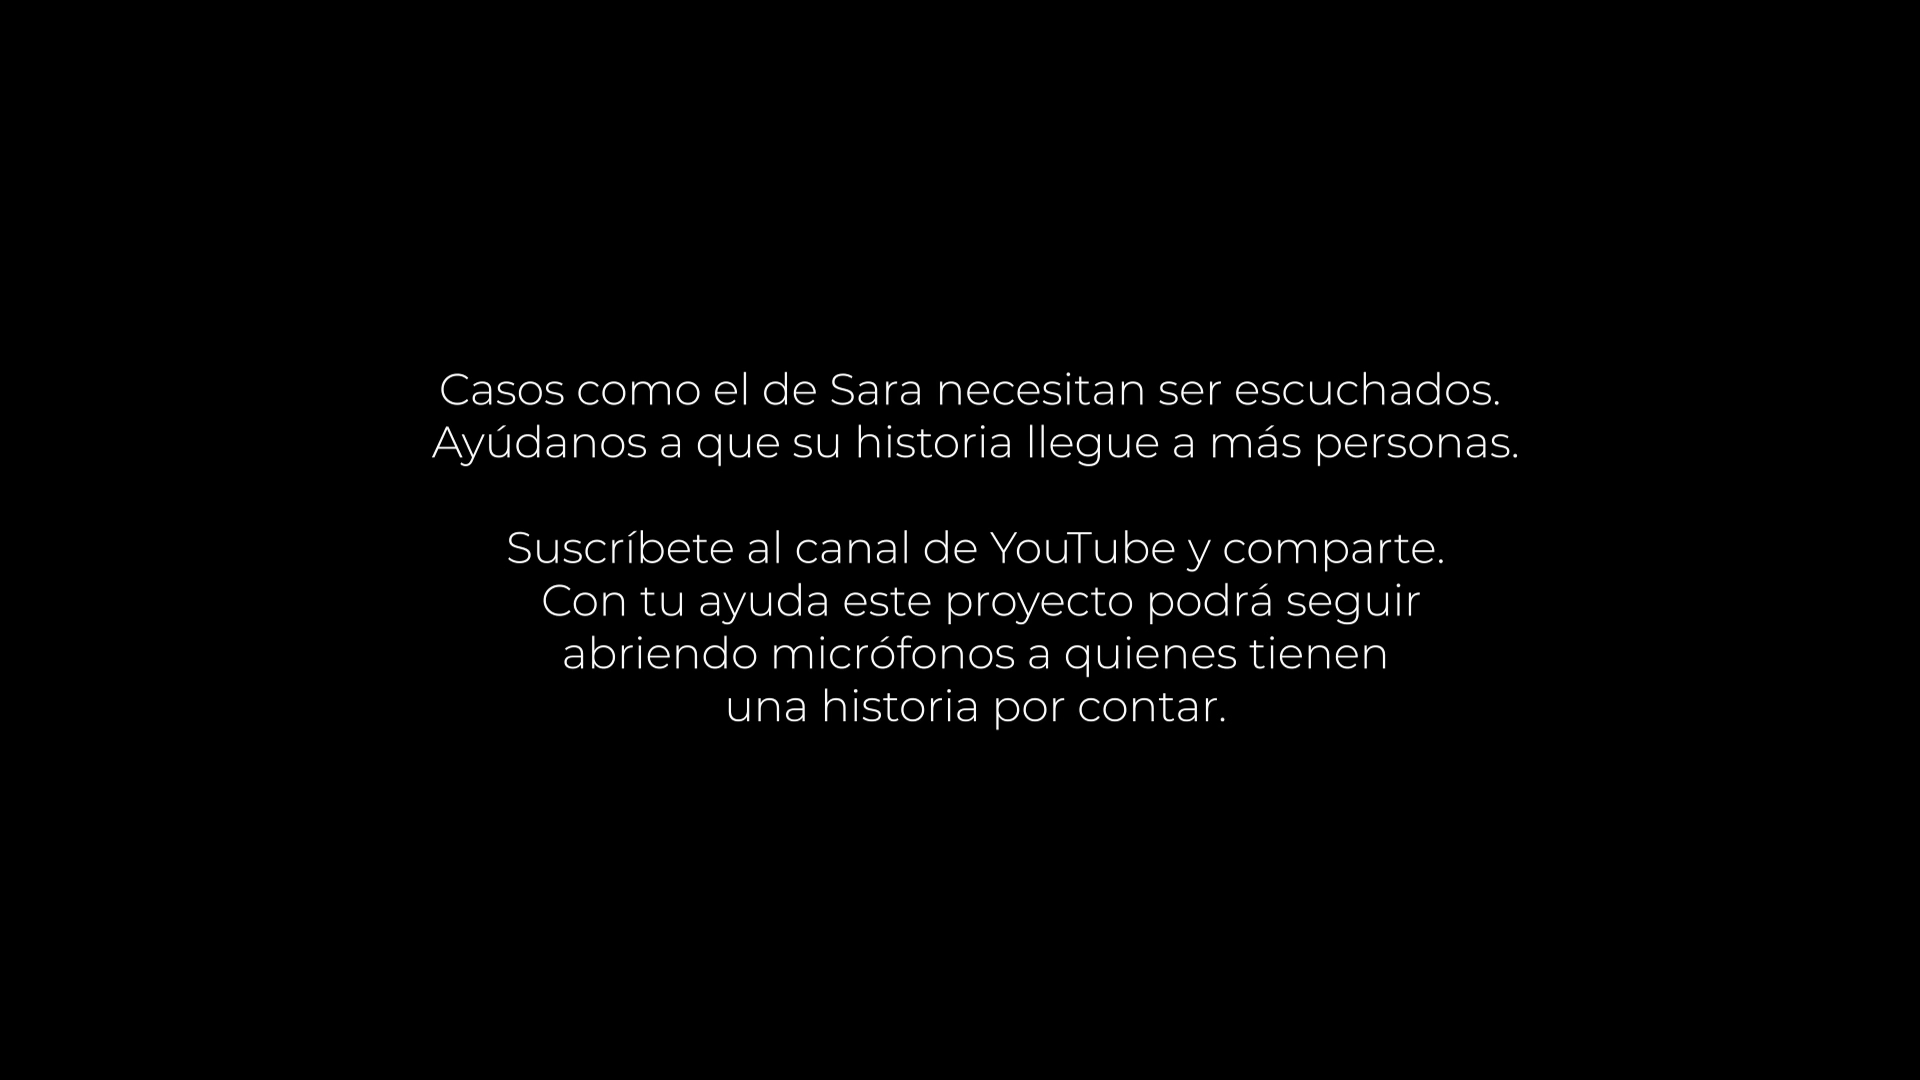 Casos como el de Sara necesitan ser escuchados.
Ayúdanos a que su historia llegue a más personas.
Suscríbete al canal de YouTube y comparte.
Con tu ayuda este proyecto podrá seguir
abriendo micrófonos a quienes tienen
una historia por contar.